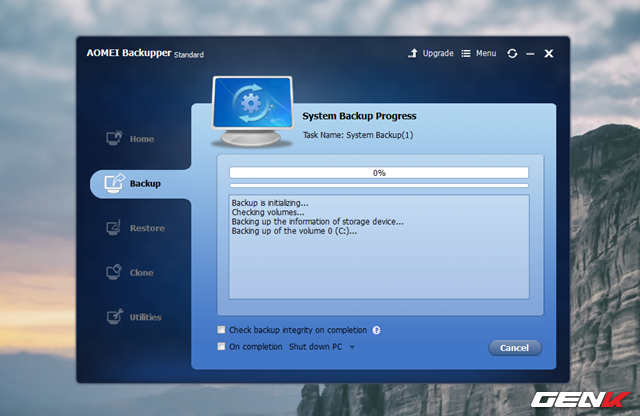 AOMEI Backupper Standard
Upgrade Menu
System Backup Progress
Task Name: System Backup(1)
Home
Backup
Restore
Clone
Utilities
0%
Backup is initializing...
Checking volumes...
Backing up the information of storage device...
Backing up of the volume 0 (C:)...
Check backup integrity on completion ?
On completion Shut down PC
Cancel
GENK